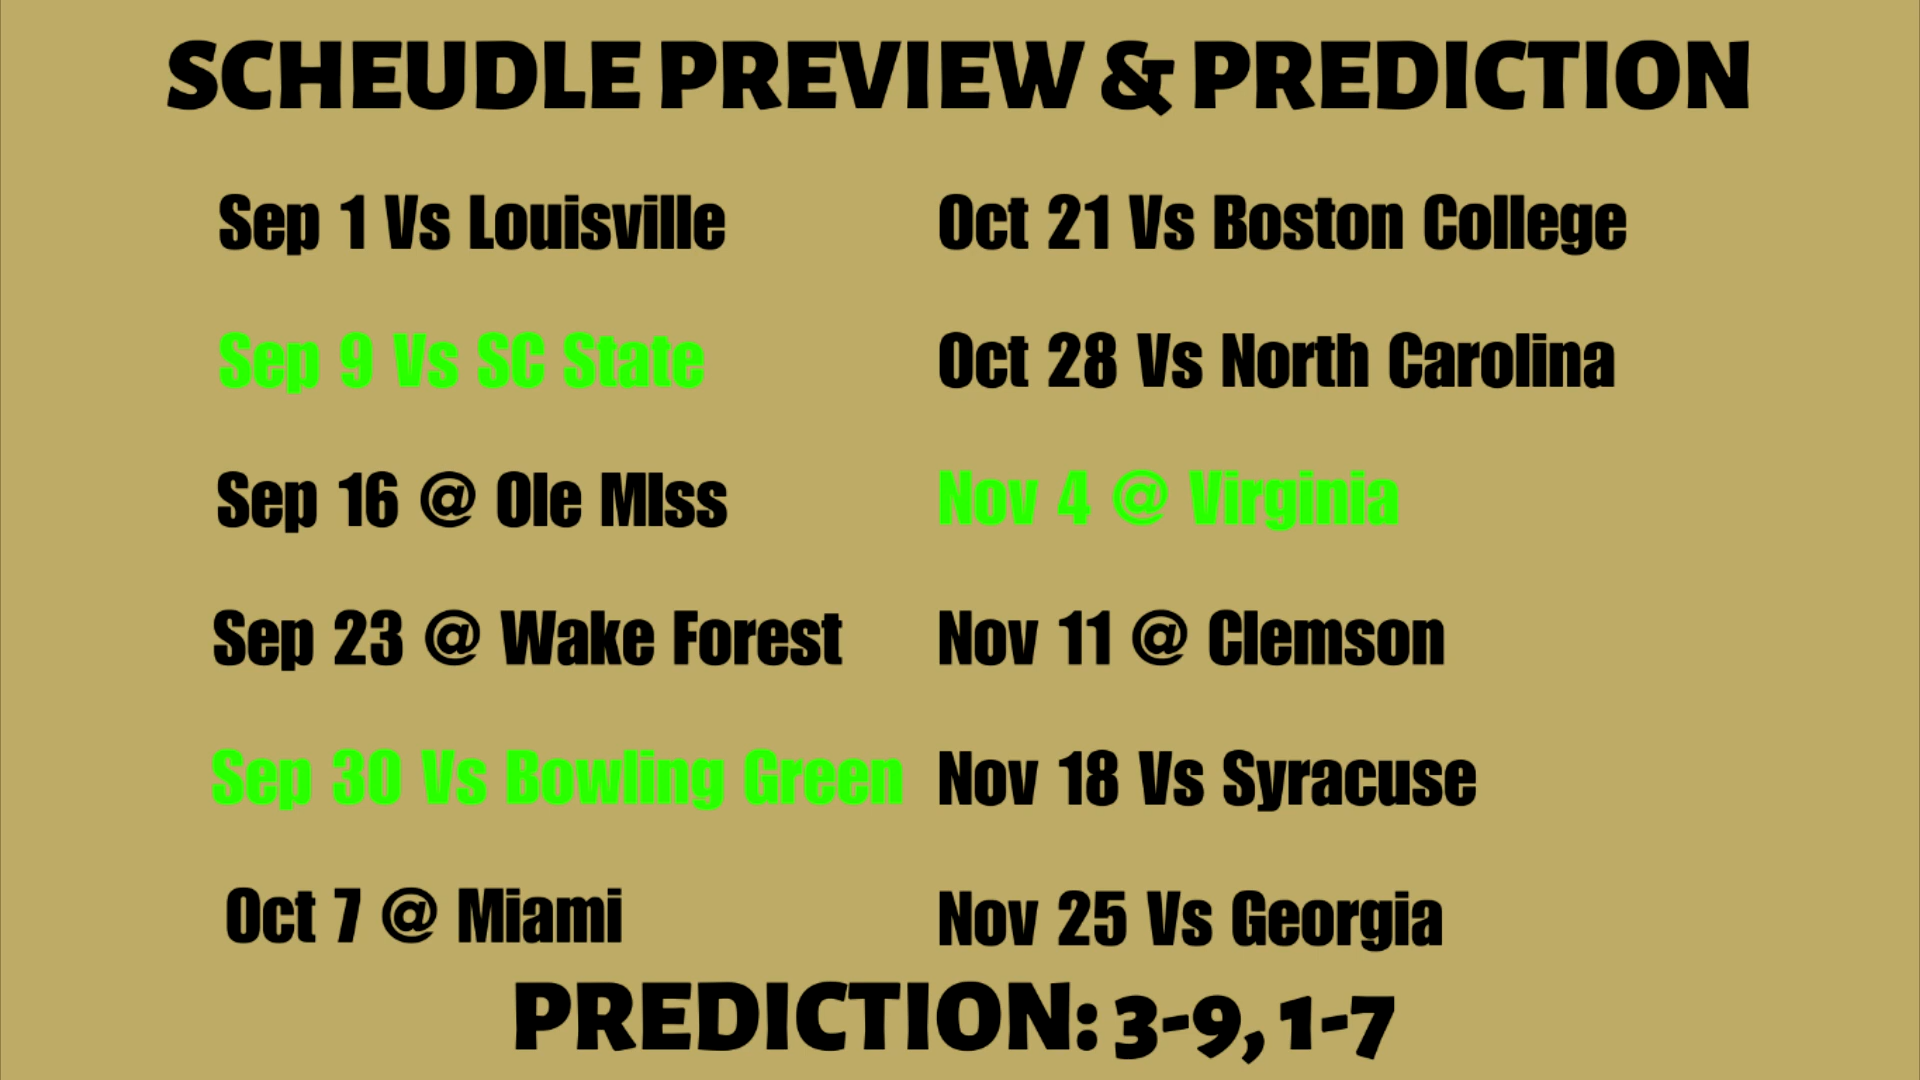 SCHEUDLE PREVIEW & PREDICTION
Sep 1 Vs Louisville
Sep 9 Vs SC State
Sep 16 @ Ole MIss
Sep 23 @ Wake Forest
Sep 30 Vs Bowling Green
Oct 7 @ Miami
Oct 21 Vs Boston College
Oct 28 Vs North Carolina
Nov 4 @ Virginia
Nov 11 @ Clemson
Nov 18 Vs Syracuse
Nov 25 Vs Georgia
PREDICTION: 3-9, 1-7